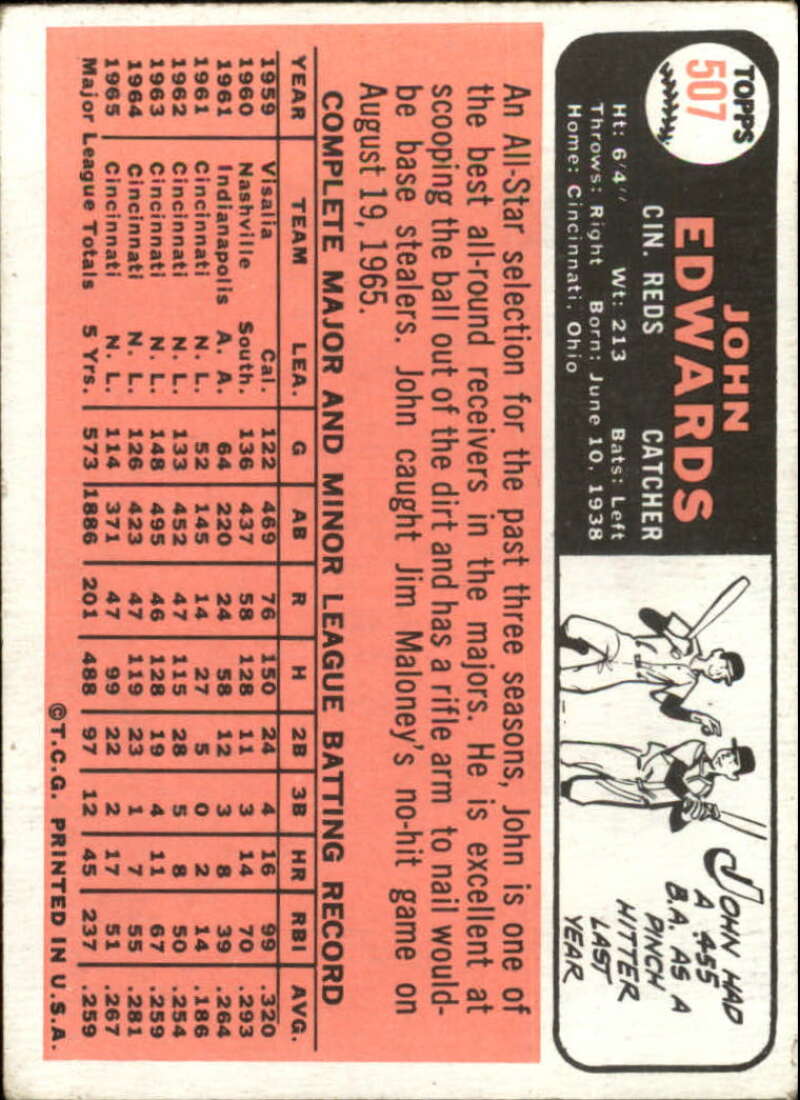 TOPPS
507
JOHN
EDWARDS
CIN. REDS CATCHER
Ht: 6'4" Wt: 213 Bats: Left
Throws: Right Born: June 10, 1938
Home: Cincinnati, Ohio
JOHN HAD
A .455
B.A. AS A
PINCH
HITTER
LAST
YEAR
An All-Star selection for the past three seasons, John is one of
the best all-round receivers in the majors. He is excellent at
scooping the ball out of the dirt and has a rifle arm to nail would-
be base stealers. John caught Jim Maloney's no-hit game on
August 19, 1965.
COMPLETE MAJOR AND MINOR LEAGUE BATTING RECORD
YEAR TEAM LEA. G AB R H 2B 3B HR RBI AVG.
1959 Visalia Cal. 122 469 76 150 24 4 16 99 .320
1960 Nashville South. 136 437 58 128 11 3 14 70 .293
1961 Indianapolis A. A. 64 220 24 58 12 3 8 39 .264
1961 Cincinnati N. L. 52 145 14 27 5 0 2 14 .186
1962 Cincinnati N. L. 133 452 47 115 28 5 8 50 .254
1963 Cincinnati N. L. 148 495 46 128 19 4 11 67 .259
1964 Cincinnati N. L. 126 423 47 119 23 1 7 55 .281
1965 Cincinnati N. L. 114 371 47 99 22 2 17 51 .267
Major League Totals 5 Yrs. 573 1886 201 488 97 12 45 237 .259
©T.C.G. PRINTED IN U.S.A.